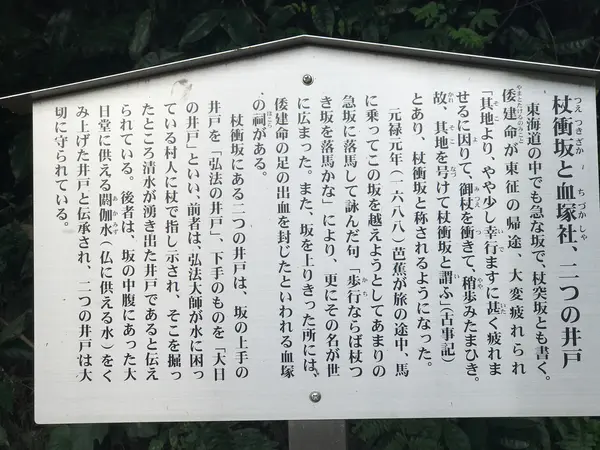 杖衝坂と血塚社、二つの井戸
東海道の中でも急な坂で、杖突坂とも書く。
倭建命が東征の帰途、大変疲れられ
「其地より、やや少し幸行ますに甚く疲れま
せるに因りて、御杖を衝きて、稍歩みたまひき。
故、其地を号けて杖衝坂と謂ふ」(古事記)
とあり、杖衝坂と称されるようになった。
元禄元年(一六八八)芭蕉が旅の途中、馬
に乗ってこの坂を越えようとしてあまりの
急坂に落馬して詠んだ句「歩行ならば杖つ
き坂を落馬かな」により、更にその名が世
に広まった。また、坂を上りきった所には、
倭建命の足の出血を封じたといわれる血塚
の祠がある。
杖衝坂にある二つの井戸は、坂の上手の
井戸を「弘法の井戸」、下手のものを「大日
の井戸」といい、前者は、弘法大師が水に困っ
ている村人に杖で指し示され、そこを掘っ
たところ清水が湧き出た井戸であると伝え
られている。後者は、坂の中腹にあった大
日堂に供える閼伽水(仏に供える水)をく
み上げた井戸と伝承され、二つの井戸は大
切に守られている。